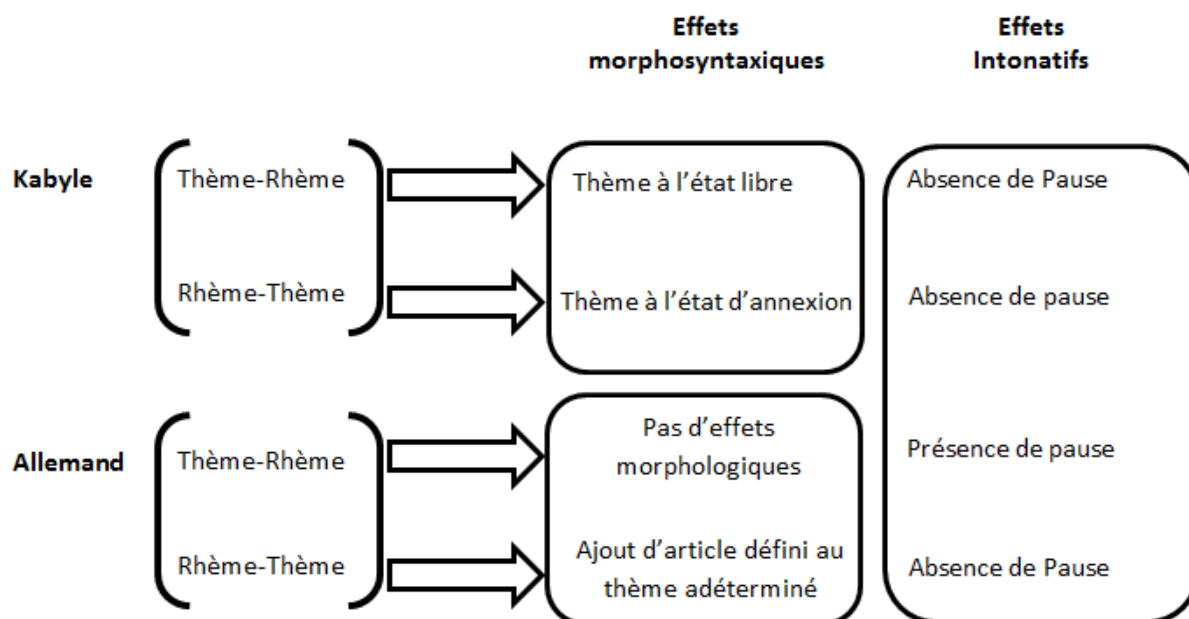 Effets
morphosyntaxiques
Effets
Intonatifs
Kabyle
Thème-Rhème
Thème à l’état libre
Absence de Pause
Rhème-Thème
Thème à l’état d’annexion
Absence de pause
Allemand
Thème-Rhème
Pas d’effets
morphologiques
Présence de pause
Rhème-Thème
Ajout d’article défini au
thème adéterminé
Absence de Pause